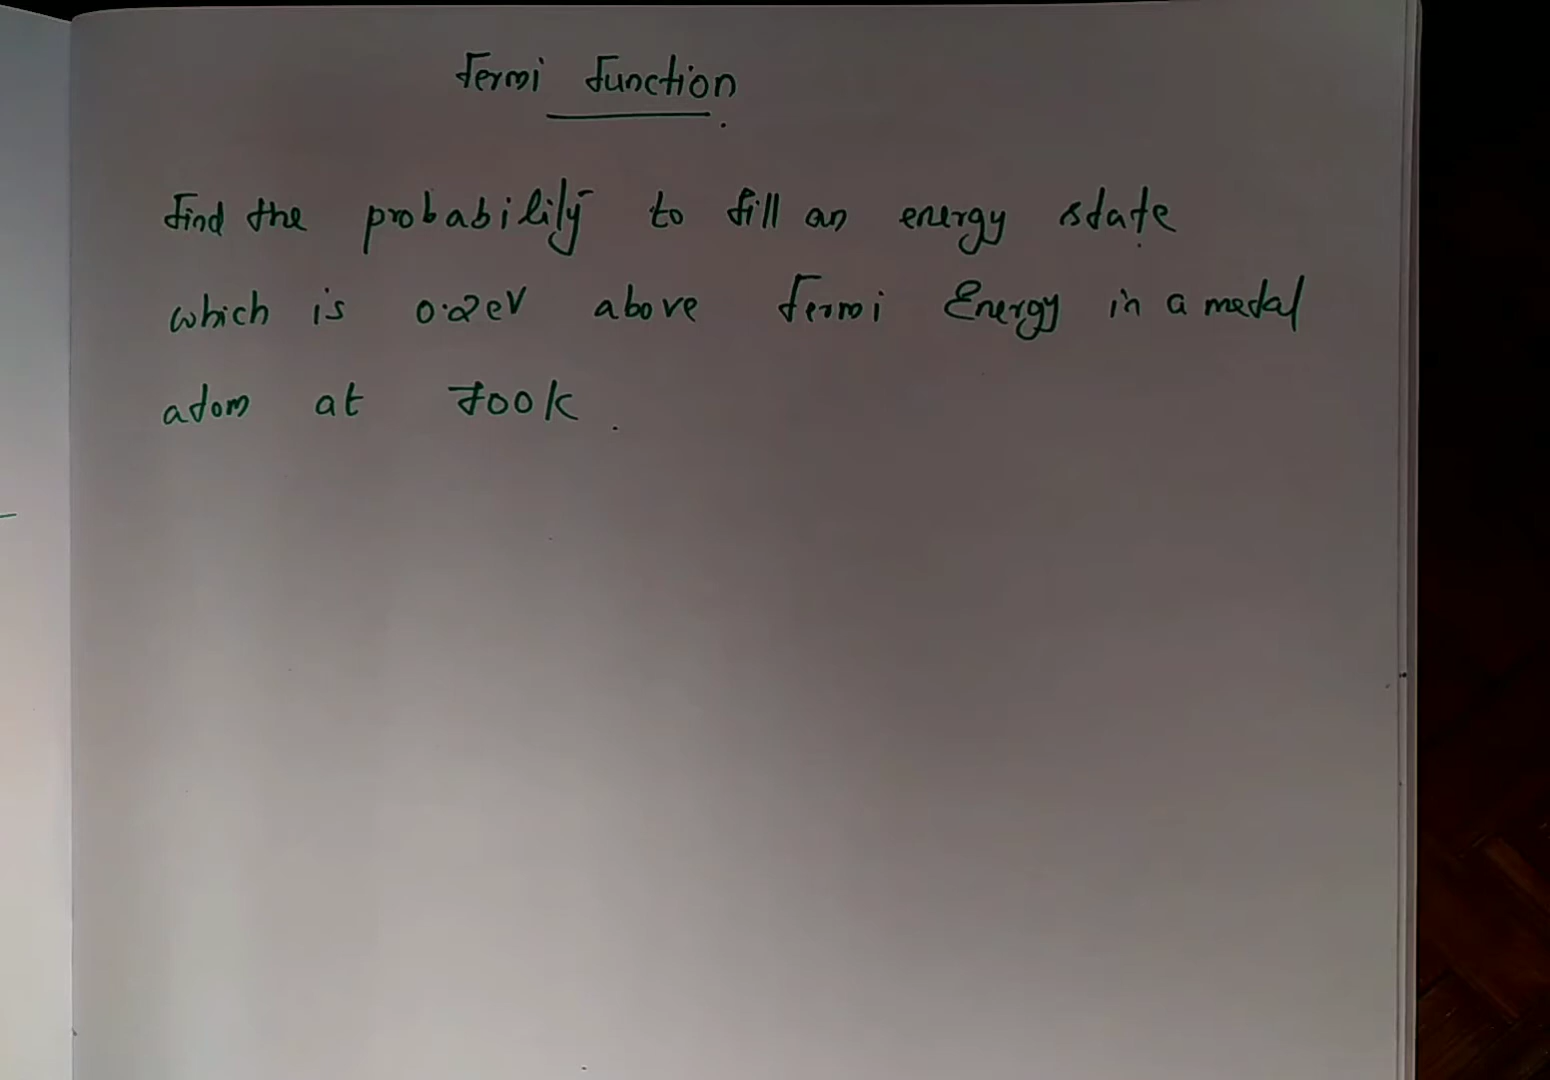 Fermi Function
Find the probability to fill an energy state
which is 0.2eV above Fermi Energy in a metal
atom at 700K.